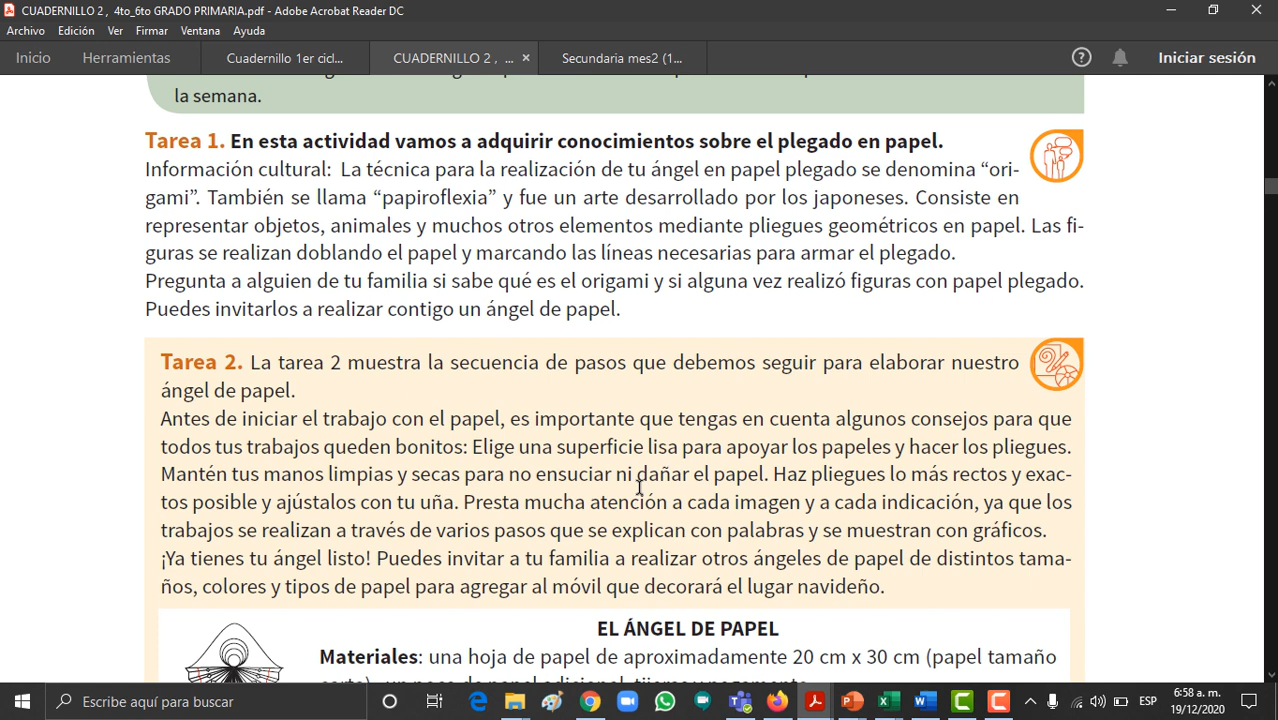 CUADERNILLO 2 , 4to_6to GRADO PRIMARIA.pdf - Adobe Acrobat Reader DC
Archivo Edición Ver Firmar Ventana Ayuda
Inicio Herramientas Cuadernillo 1er cicl... CUADERNILLO 2 , ... × Secundaria mes2 (1... Iniciar sesión
la semana.
Tarea 1. En esta actividad vamos a adquirir conocimientos sobre el plegado en papel.
Información cultural: La técnica para la realización de tu ángel en papel plegado se denomina “ori-
gami”. También se llama “papiroflexia” y fue un arte desarrollado por los japoneses. Consiste en
representar objetos, animales y muchos otros elementos mediante pliegues geométricos en papel. Las fi-
guras se realizan doblando el papel y marcando las líneas necesarias para armar el plegado.
Pregunta a alguien de tu familia si sabe qué es el origami y si alguna vez realizó figuras con papel plegado.
Puedes invitarlos a realizar contigo un ángel de papel.
Tarea 2. La tarea 2 muestra la secuencia de pasos que debemos seguir para elaborar nuestro
ángel de papel.
Antes de iniciar el trabajo con el papel, es importante que tengas en cuenta algunos consejos para que
todos tus trabajos queden bonitos: Elige una superficie lisa para apoyar los papeles y hacer los pliegues.
Mantén tus manos limpias y secas para no ensuciar ni dañar el papel. Haz pliegues lo más rectos y exac-
tos posible y ajústalos con tu uña. Presta mucha atención a cada imagen y a cada indicación, ya que los
trabajos se realizan a través de varios pasos que se explican con palabras y se muestran con gráficos.
¡Ya tienes tu ángel listo! Puedes invitar a tu familia a realizar otros ángeles de papel de distintos tama-
ños, colores y tipos de papel para agregar al móvil que decorará el lugar navideño.
EL ÁNGEL DE PAPEL
Materiales: una hoja de papel de aproximadamente 20 cm x 30 cm (papel tamaño
Escribe aquí para buscar
ESP
6:58 a. m.
19/12/2020